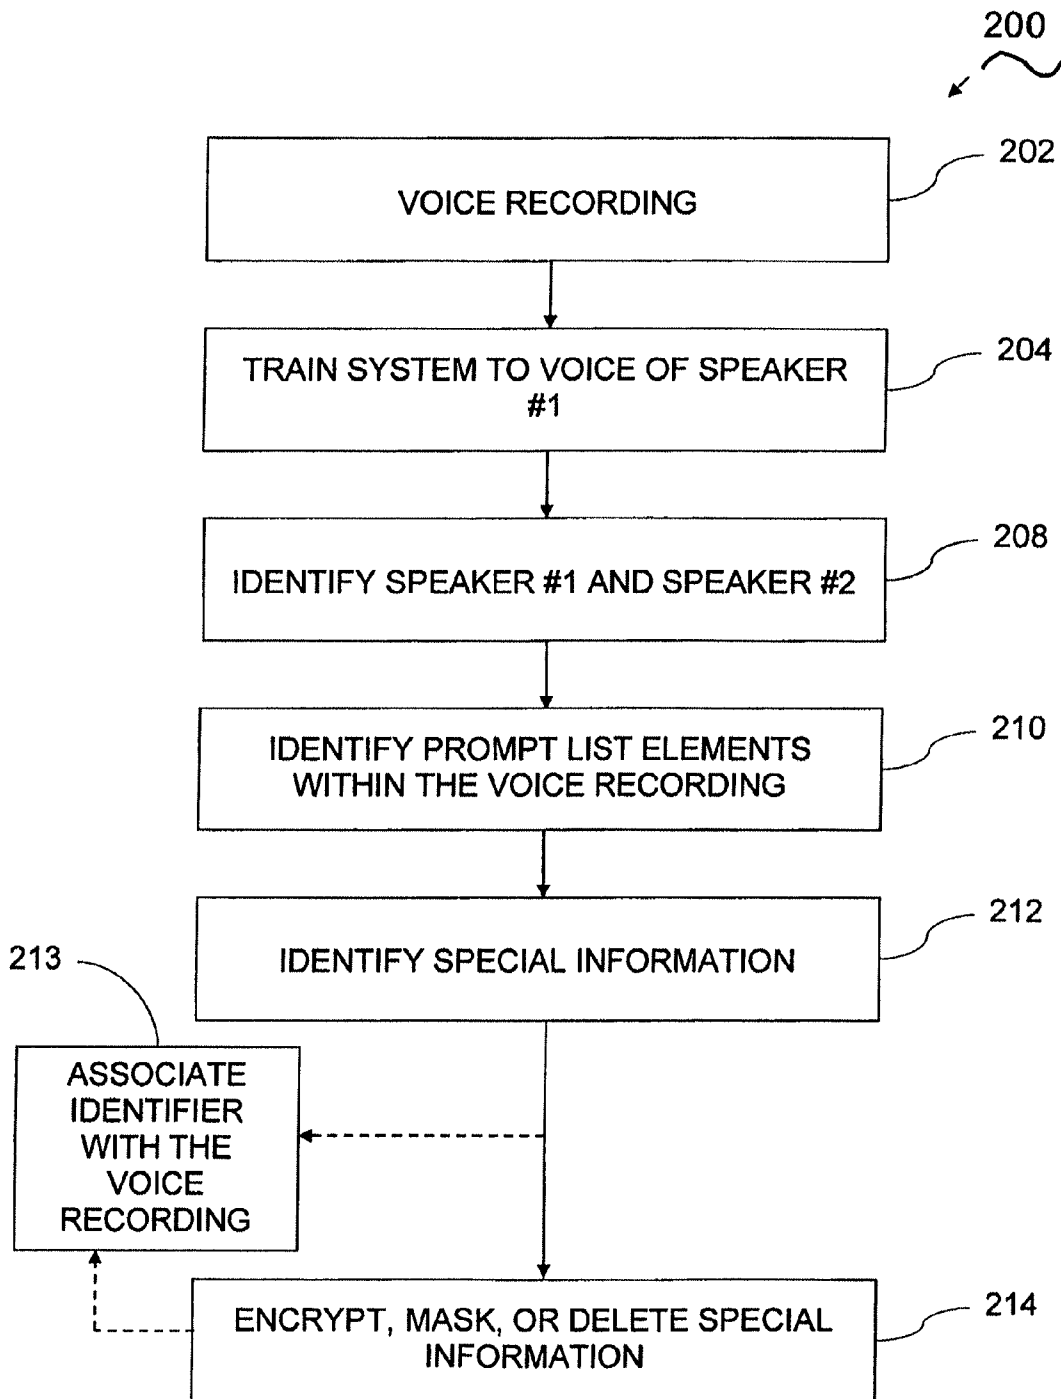 200
202
VOICE RECORDING
204
TRAIN SYSTEM TO VOICE OF SPEAKER
#1
208
IDENTIFY SPEAKER #1 AND SPEAKER #2
210
IDENTIFY PROMPT LIST ELEMENTS
WITHIN THE VOICE RECORDING
212
IDENTIFY SPECIAL INFORMATION
213
ASSOCIATE
IDENTIFIER
WITH THE
VOICE
RECORDING
214
ENCRYPT, MASK, OR DELETE SPECIAL
INFORMATION